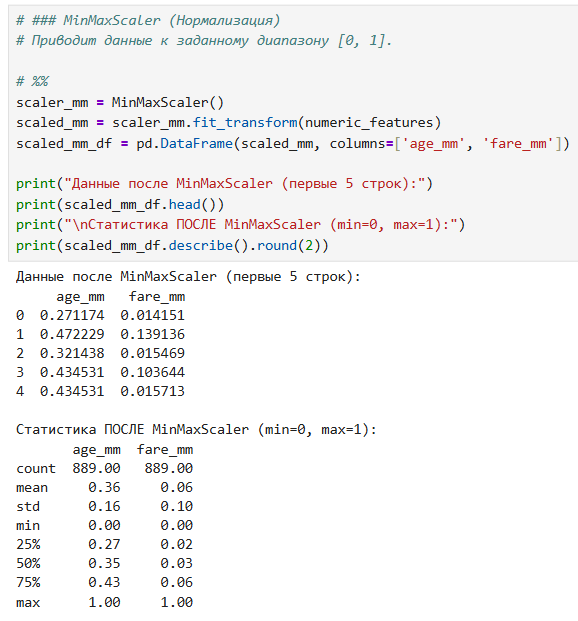 # ### MinMaxScaler (Нормализация)
# Приводит данные к заданному диапазону [0, 1].
# %%
scaler_mm = MinMaxScaler()
scaled_mm = scaler_mm.fit_transform(numeric_features)
scaled_mm_df = pd.DataFrame(scaled_mm, columns=['age_mm', 'fare_mm'])
print("Данные после MinMaxScaler (первые 5 строк):")
print(scaled_mm_df.head())
print("\nСтатистика ПОСЛЕ MinMaxScaler (min=0, max=1):")
print(scaled_mm_df.describe().round(2))
Данные после MinMaxScaler (первые 5 строк):
     age_mm   fare_mm
0  0.271174  0.014151
1  0.472229  0.139136
2  0.321438  0.015469
3  0.434531  0.103644
4  0.434531  0.015713
Статистика ПОСЛЕ MinMaxScaler (min=0, max=1):
       age_mm  fare_mm
count  889.00   889.00
mean     0.36     0.06
std      0.16     0.10
min      0.00     0.00
25%      0.27     0.02
50%      0.35     0.03
75%      0.43     0.06
max      1.00     1.00